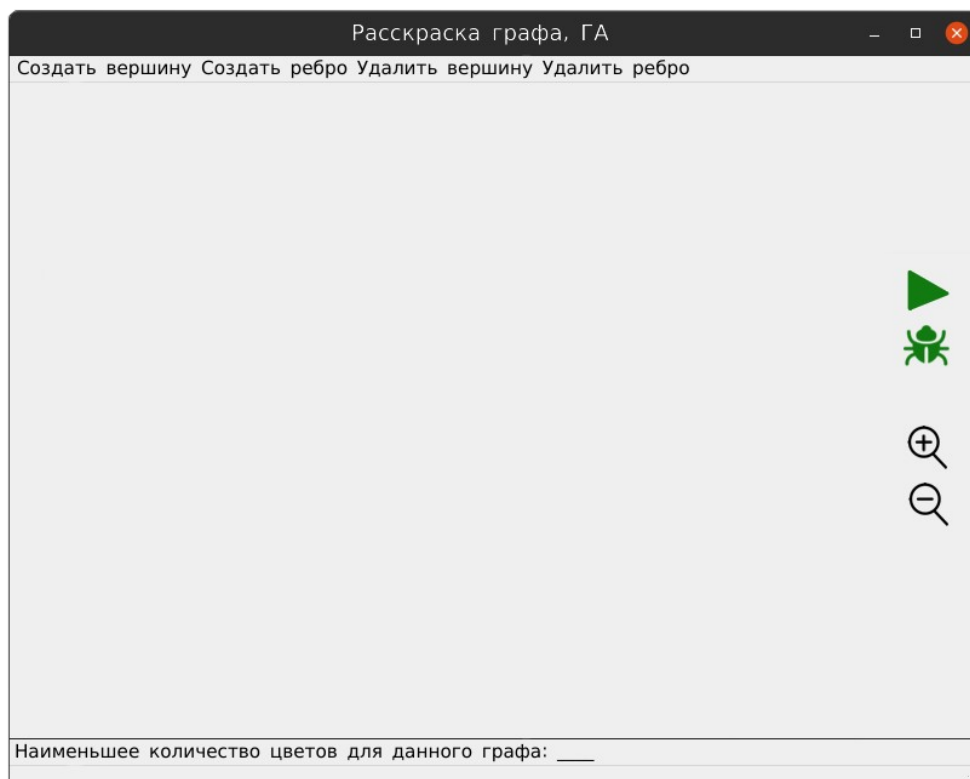 Расскраска графа, ГА
Создать вершину Создать ребро Удалить вершину Удалить ребро
Наименьшее количество цветов для данного графа: ____